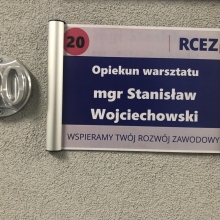 20
RCEZ
Opiekun warsztatu
mgr Stanisław
Wojciechowski
WSPIERAMY TWÓJ ROZWÓJ ZAWODOWY